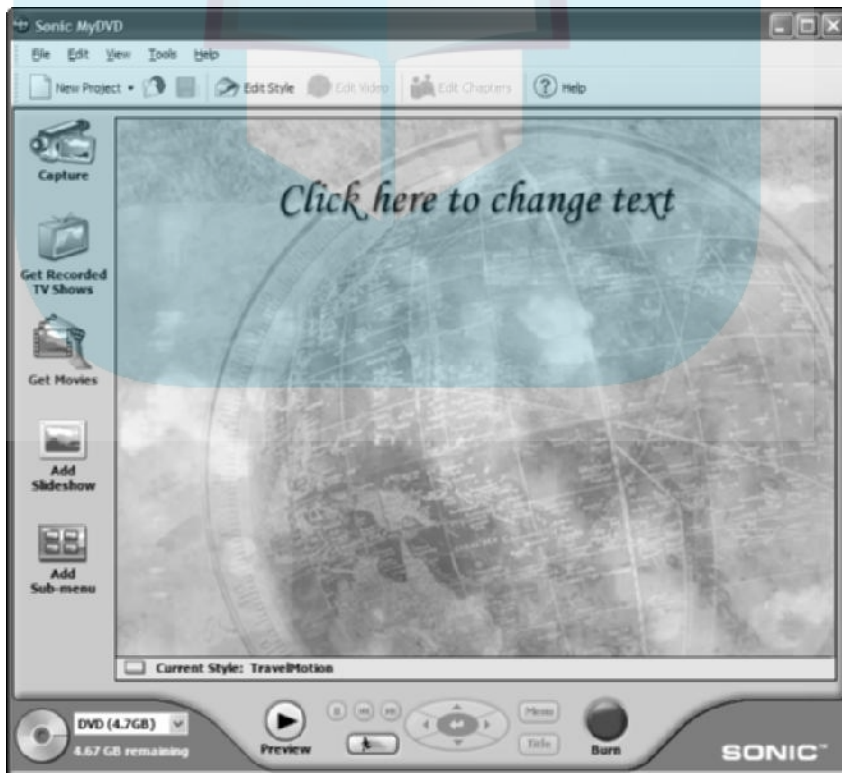 Sonic MyDVD
File Edit View Tools Help
New Project Edit Style Edit Video Edit Chapters Help
Capture
Get Recorded
TV Shows
Get Movies
Add
Slideshow
Add
Sub-menu
Click here to change text
Current Style: TravelMotion
DVD (4.7GB)
4.67 GB remaining
Preview
Menu
Title
Burn
SONIC™